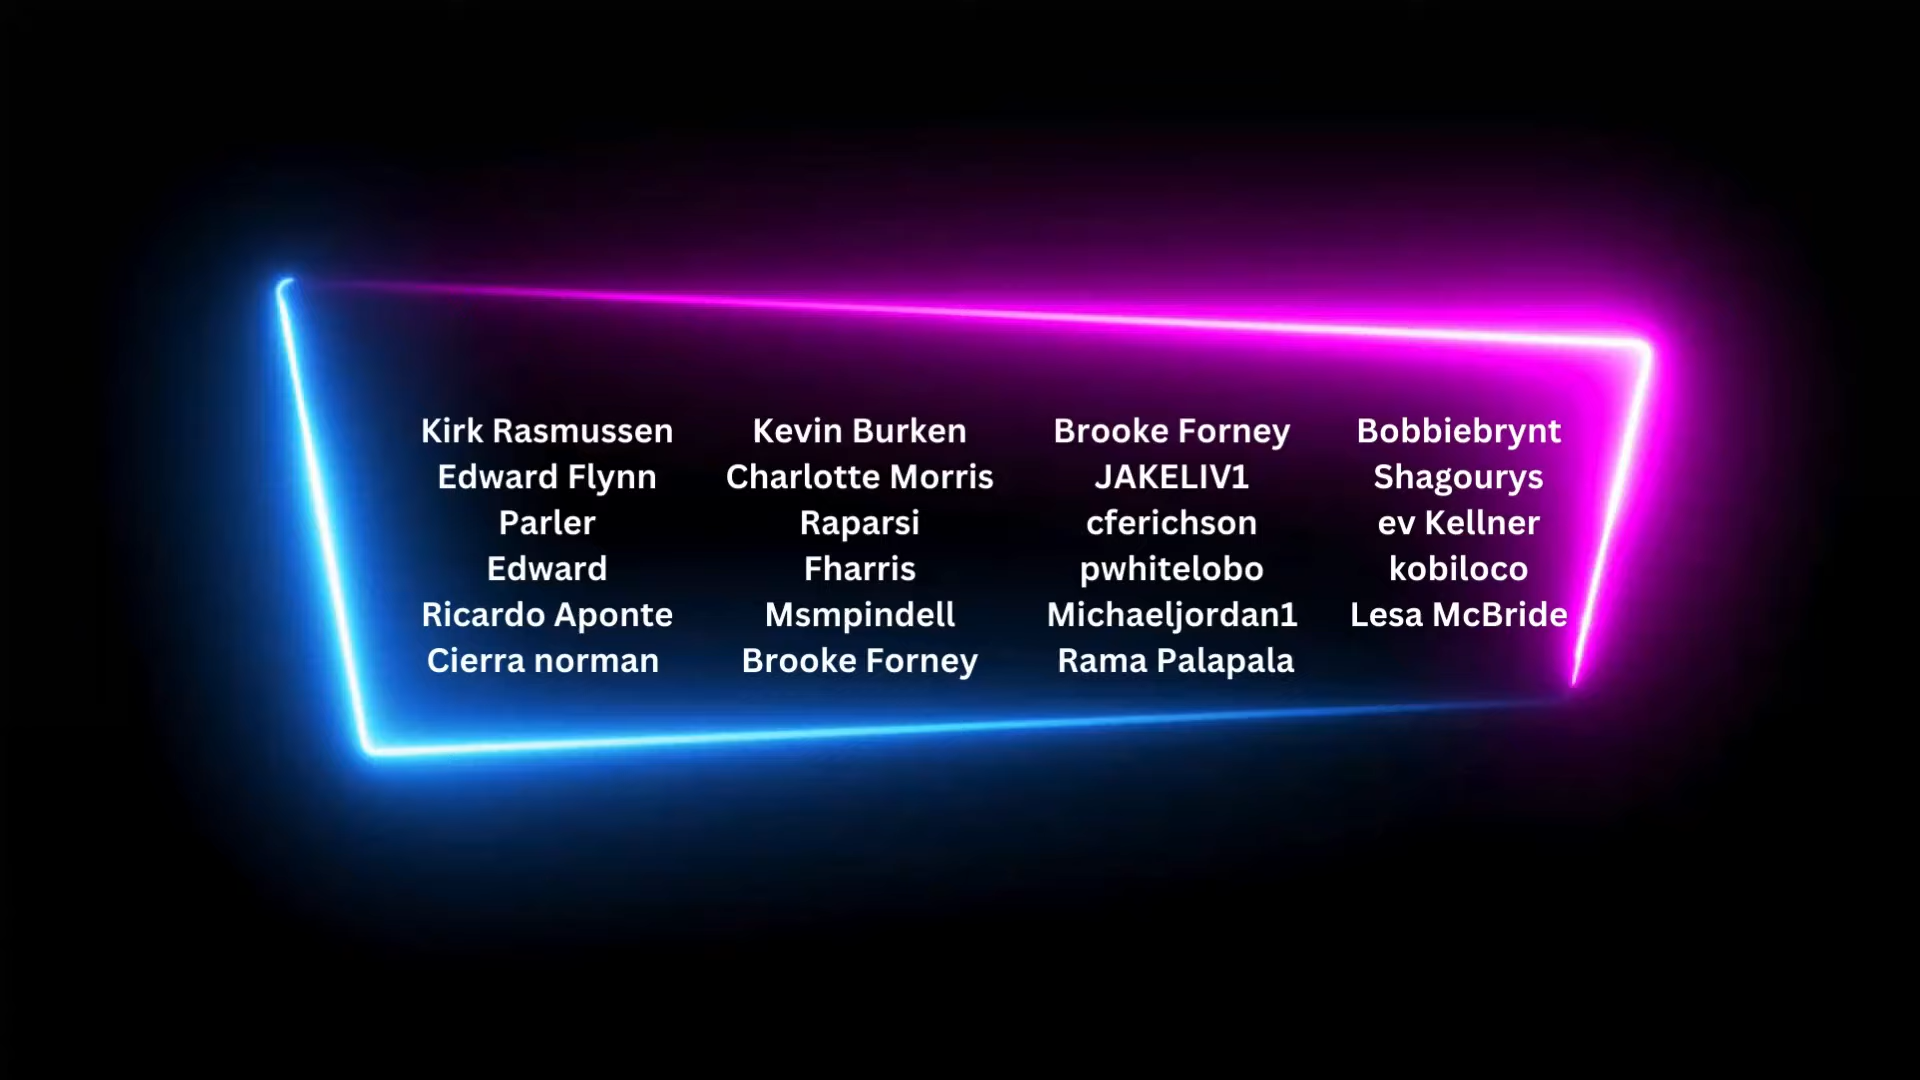 Kirk Rasmussen
Edward Flynn
Parler
Edward
Ricardo Aponte
Cierra norman
Kevin Burken
Charlotte Morris
Raparsi
Fharris
Msmpindell
Brooke Forney
Brooke Forney
JAKELIV1
cferichson
pwhitelobo
Michaeljordan1
Rama Palapala
Bobbiebrynt
Shagourys
ev Kellner
kobiloco
Lesa McBride